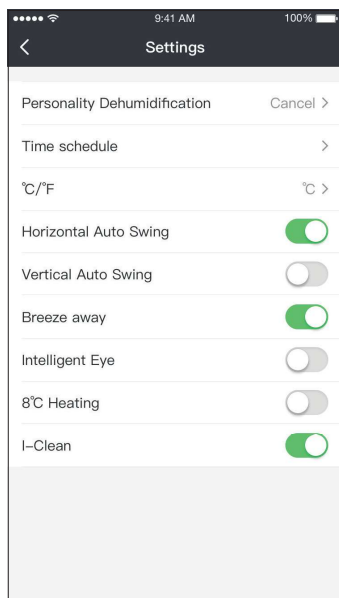 9:41 AM
100%
Settings
Personality Dehumidification Cancel >
Time schedule >
℃/℉ ℃ >
Horizontal Auto Swing
Vertical Auto Swing
Breeze away
Intelligent Eye
8℃ Heating
I-Clean